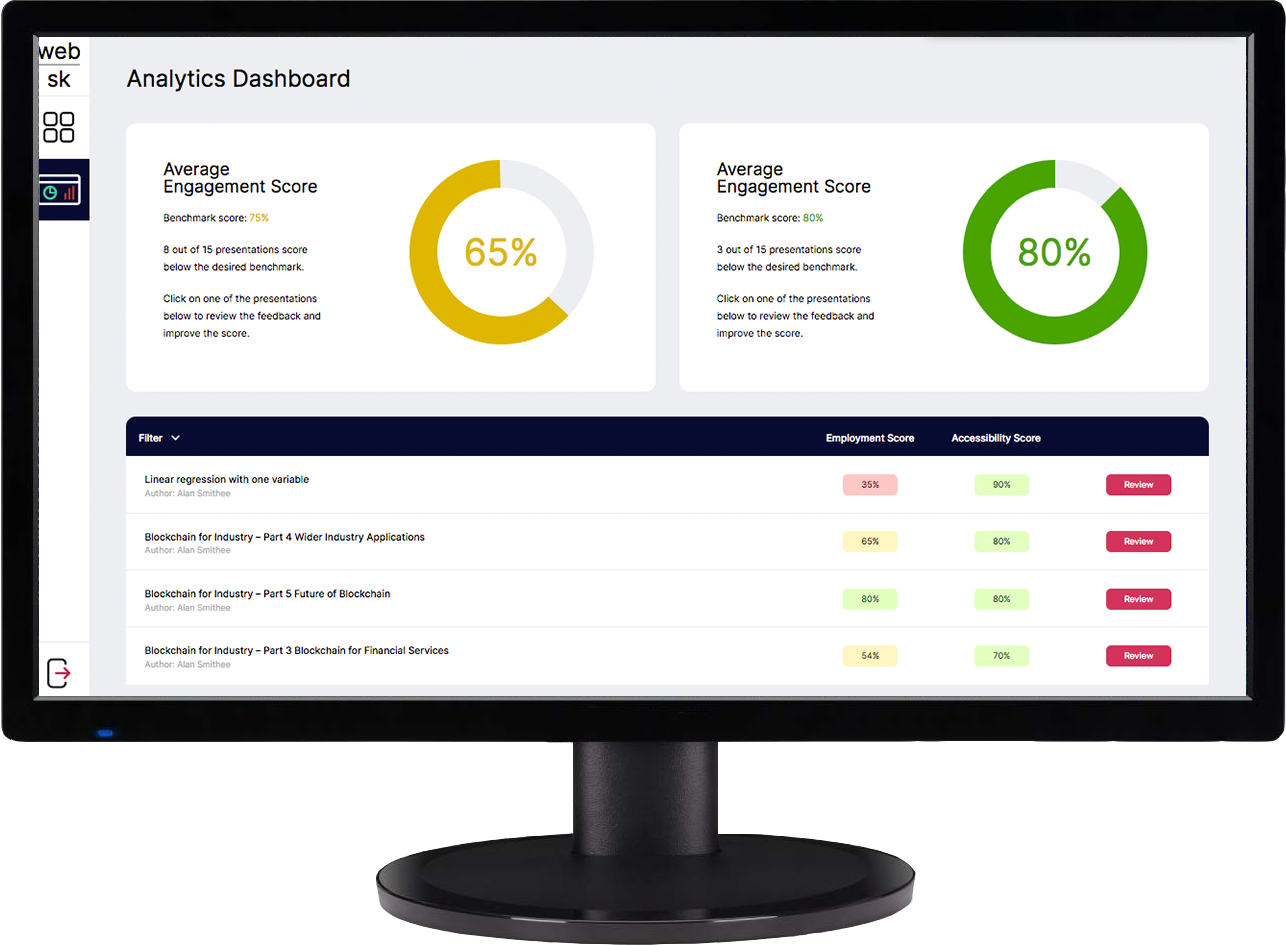 web
sk
Analytics Dashboard
Average
Engagement Score
Benchmark score: 75%
8 out of 15 presentations score
below the desired benchmark.
Click on one of the presentations
below to review the feedback and
improve the score.
65%
Average
Engagement Score
Benchmark score: 80%
3 out of 15 presentations score
below the desired benchmark.
Click on one of the presentations
below to review the feedback and
improve the score.
80%
Filter Employment Score Accessibility Score
Linear regression with one variable
Author: Alan Smithee
35% 90% Review
Blockchain for Industry – Part 4 Wider Industry Applications
Author: Alan Smithee
65% 80% Review
Blockchain for Industry – Part 5 Future of Blockchain
Author: Alan Smithee
80% 80% Review
Blockchain for Industry – Part 3 Blockchain for Financial Services
Author: Alan Smithee
54% 70% Review